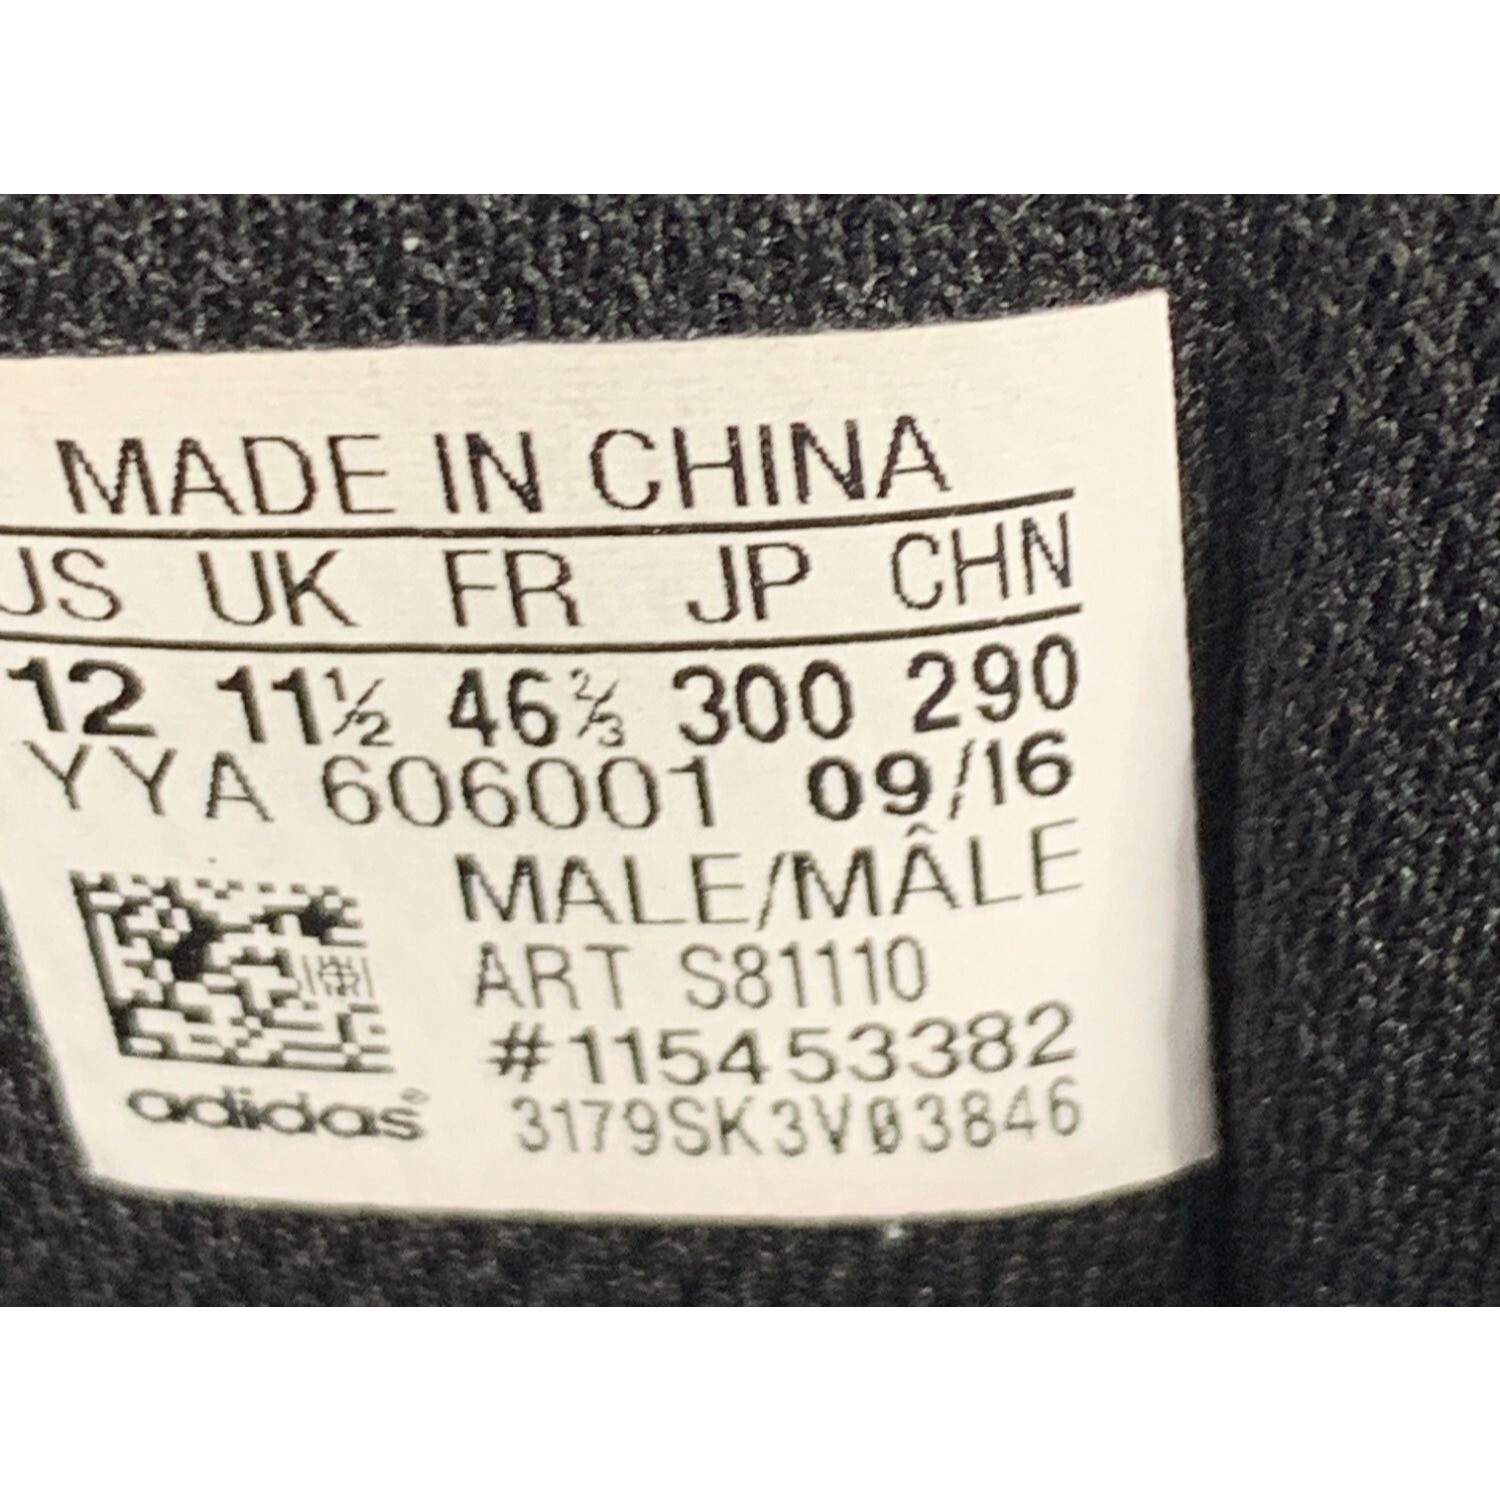 MADE IN CHINA
US UK FR JP CHN
12 11½ 46⅔ 300 290
YYA 606001 09/16
MALE/MÂLE
ART S81110
#115453382
3179SK3V03846
adidas®